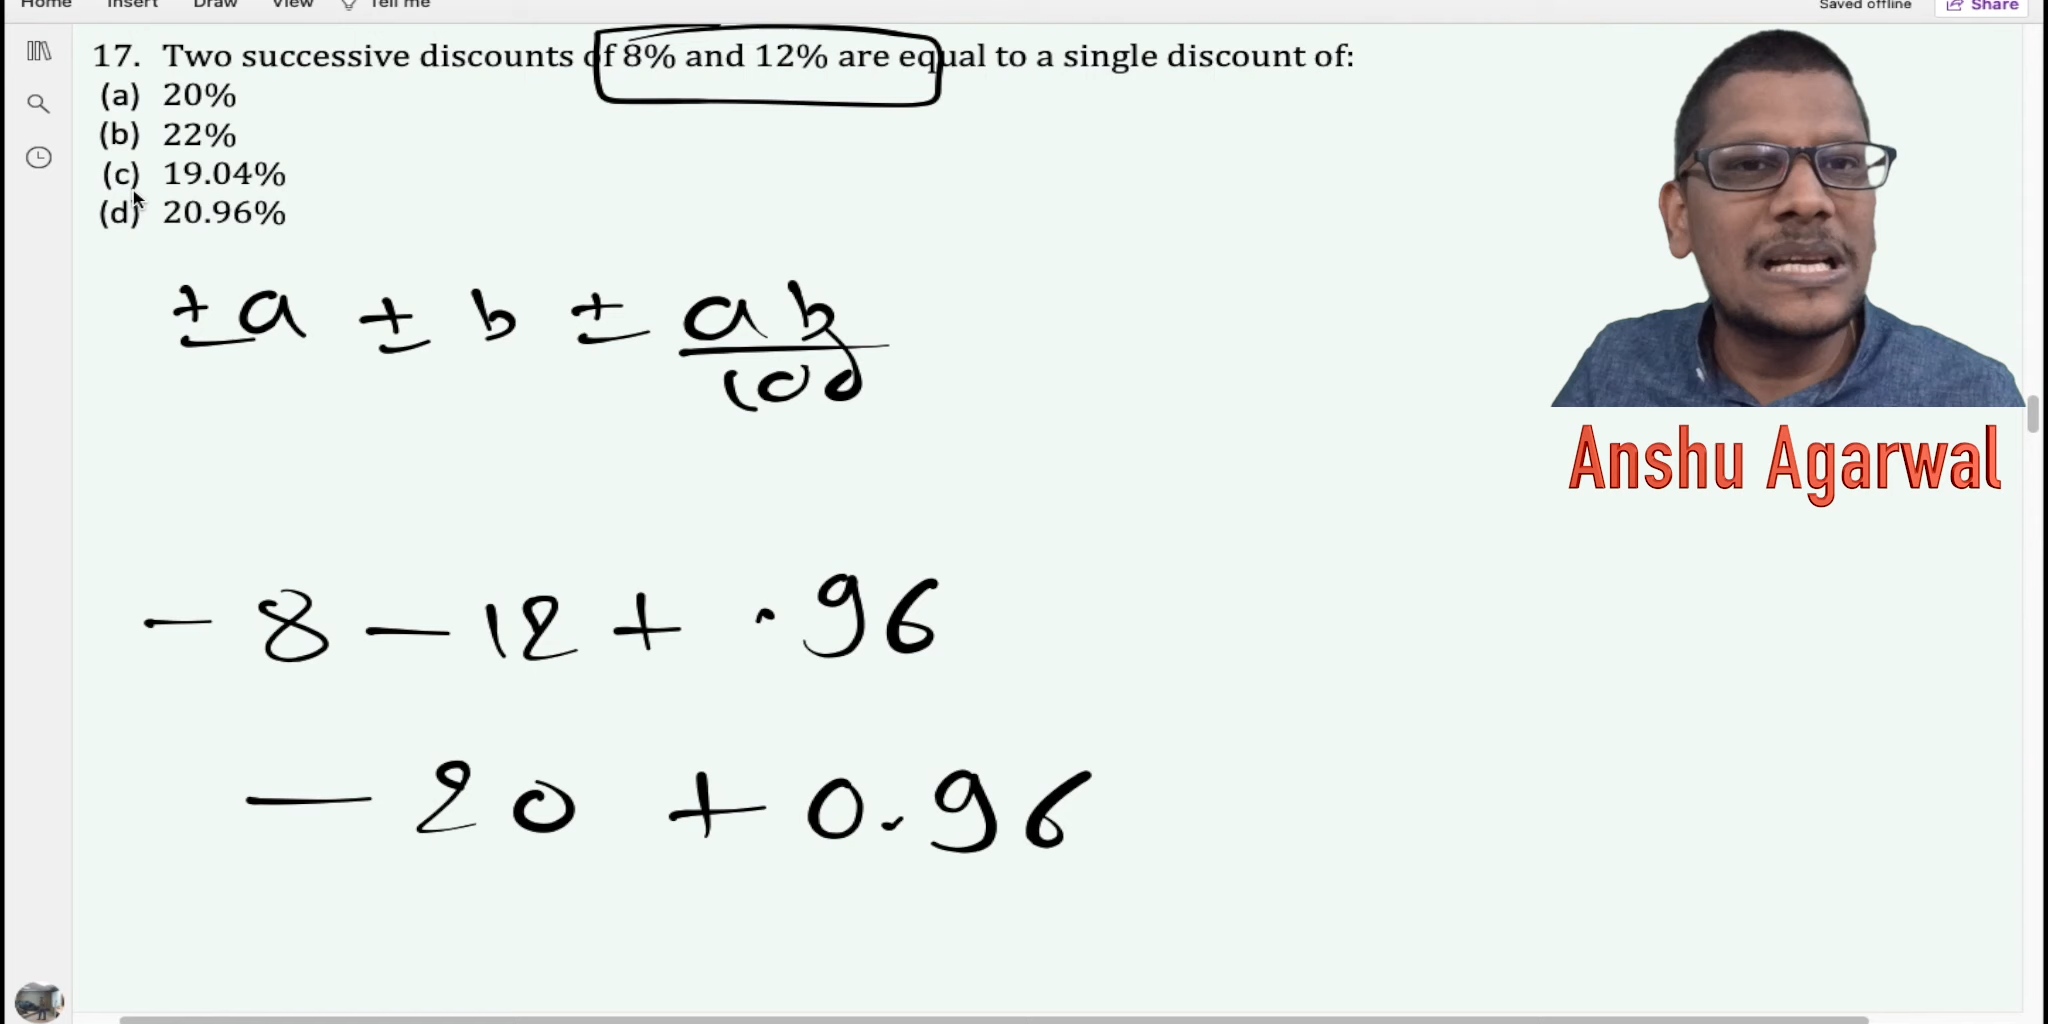 Home Insert Draw View Tell me Saved offline Share
17. Two successive discounts of 8% and 12% are equal to a single discount of:
(a) 20%
(b) 22%
(c) 19.04%
(d) 20.96%
± a ± b ± ab
100
Anshu Agarwal
- 8 - 12 + .96
- 20 + 0.96